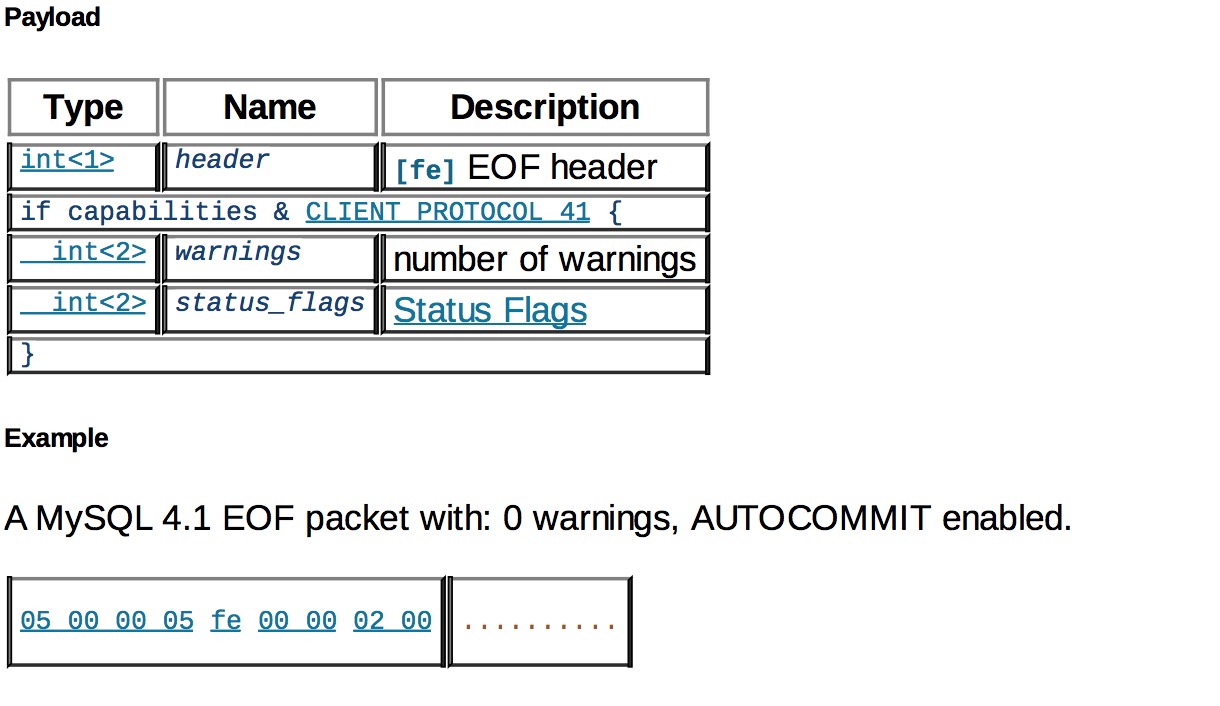 Payload
Type Name Description
int<1> header [fe] EOF header
if capabilities & CLIENT_PROTOCOL_41 {
int<2> warnings number of warnings
int<2> status_flags Status Flags
}
Example
A MySQL 4.1 EOF packet with: 0 warnings, AUTOCOMMIT enabled.
05 00 00 05 fe 00 00 02 00 ..........